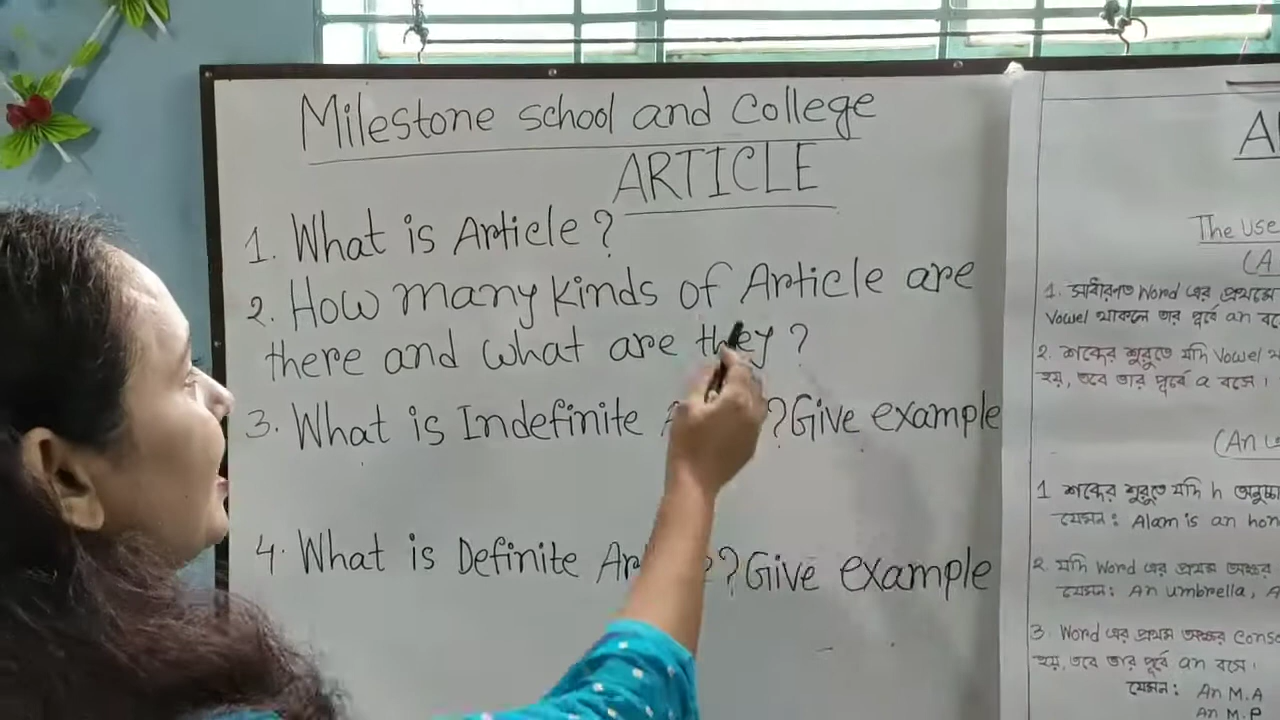 Milestone school and College
ARTICLE
1. What is Article?
2. How many kinds of Article are
there and what are they?
3. What is Indefinite ?Give example
4. What is Definite ?Give example
The Use
(A
1. সাধারণত Word এর প্রথমে
Vowel থাকলে তার পূর্বে an
২. শব্দের শুরুতে যদি Vowel
হয়, তবে তার পূর্বে a বসে।
(An
1 শব্দের শুরুতে যদি h
যেমন: Alam is an hon
২. যদি Word এর প্রথম অক্ষর
যেমন: An umbrella, A
3. Word এর প্রথম অক্ষর Conso
হয়, তবে তার পূর্বে an বসে।
যেমন: An M.A
An M.P